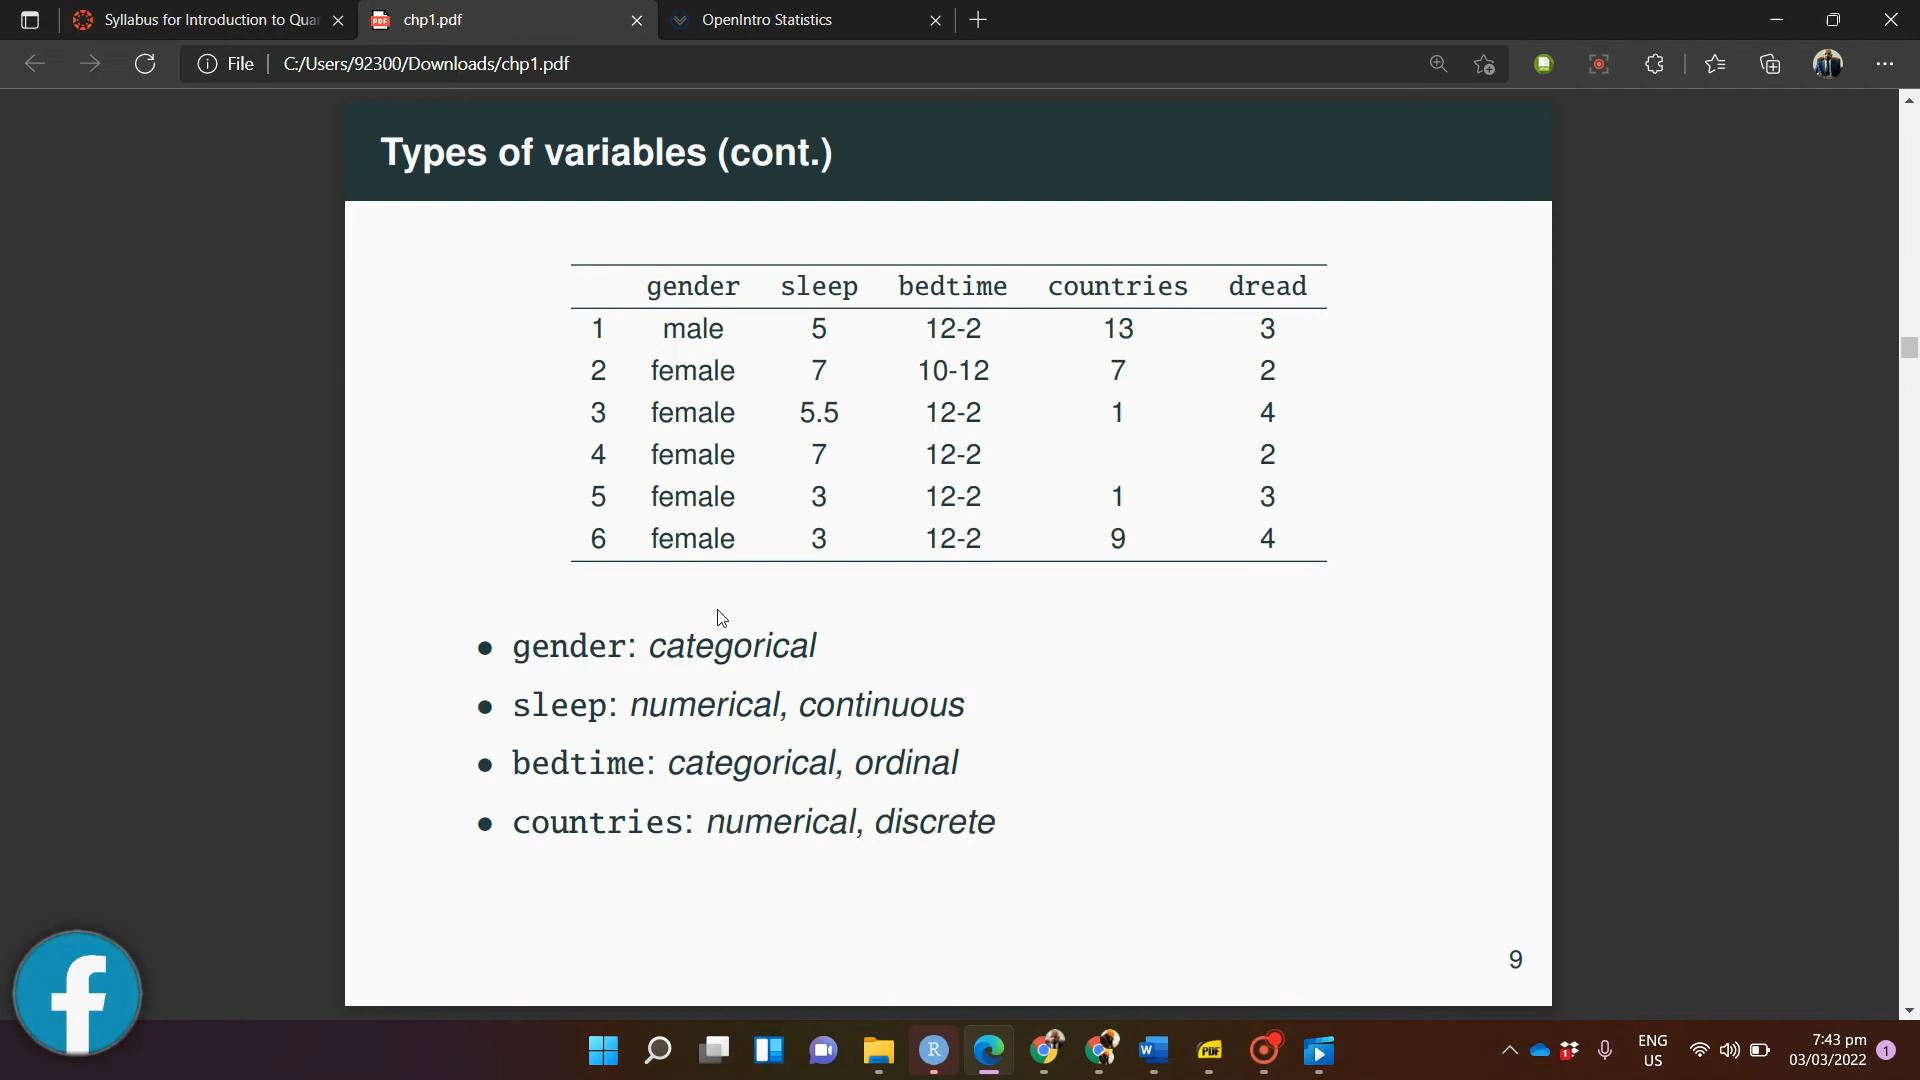 Syllabus for Introduction to Qua
chp1.pdf
OpenIntro Statistics
File
C:/Users/92300/Downloads/chp1.pdf
Types of variables (cont.)
gender sleep bedtime countries dread
1 male 5 12-2 13 3
2 female 7 10-12 7 2
3 female 5.5 12-2 1 4
4 female 7 12-2 2
5 female 3 12-2 1 3
6 female 3 12-2 9 4
• gender: categorical
• sleep: numerical, continuous
• bedtime: categorical, ordinal
• countries: numerical, discrete
9
ENG
US
7:43 pm
03/03/2022
1